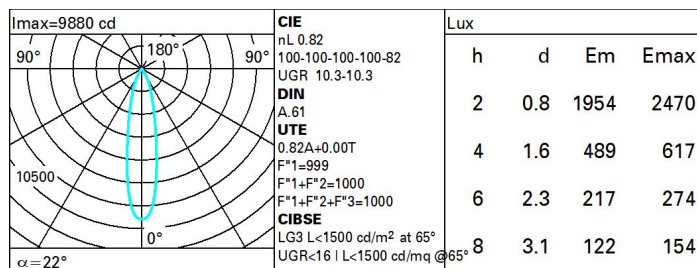 Imax=9880 cd
90°
180°
90°
10500
0°
α=22°
CIE
nL 0.82
100-100-100-100-82
UGR 10.3-10.3
DIN
A.61
UTE
0.82A+0.00T
F"1=999
F"1+F"2=1000
F"1+F"2+F"3=1000
CIBSE
LG3 L<1500 cd/m² at 65°
UGR<16 | L<1500 cd/mq @65°
Lux
h d Em Emax
2 0.8 1954 2470
4 1.6 489 617
6 2.3 217 274
8 3.1 122 154